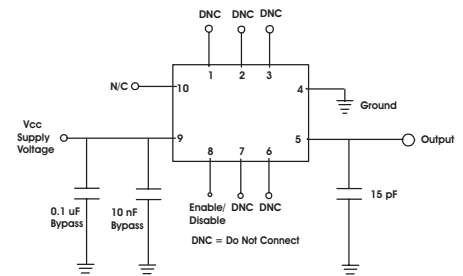 DNC DNC DNC
1 2 3
N/C 10
4
Ground
Vcc
Supply
Voltage
9
5
Output
8 7 6
0.1 uF
Bypass
10 nF
Bypass
Enable/
Disable
DNC DNC
15 pF
DNC = Do Not Connect